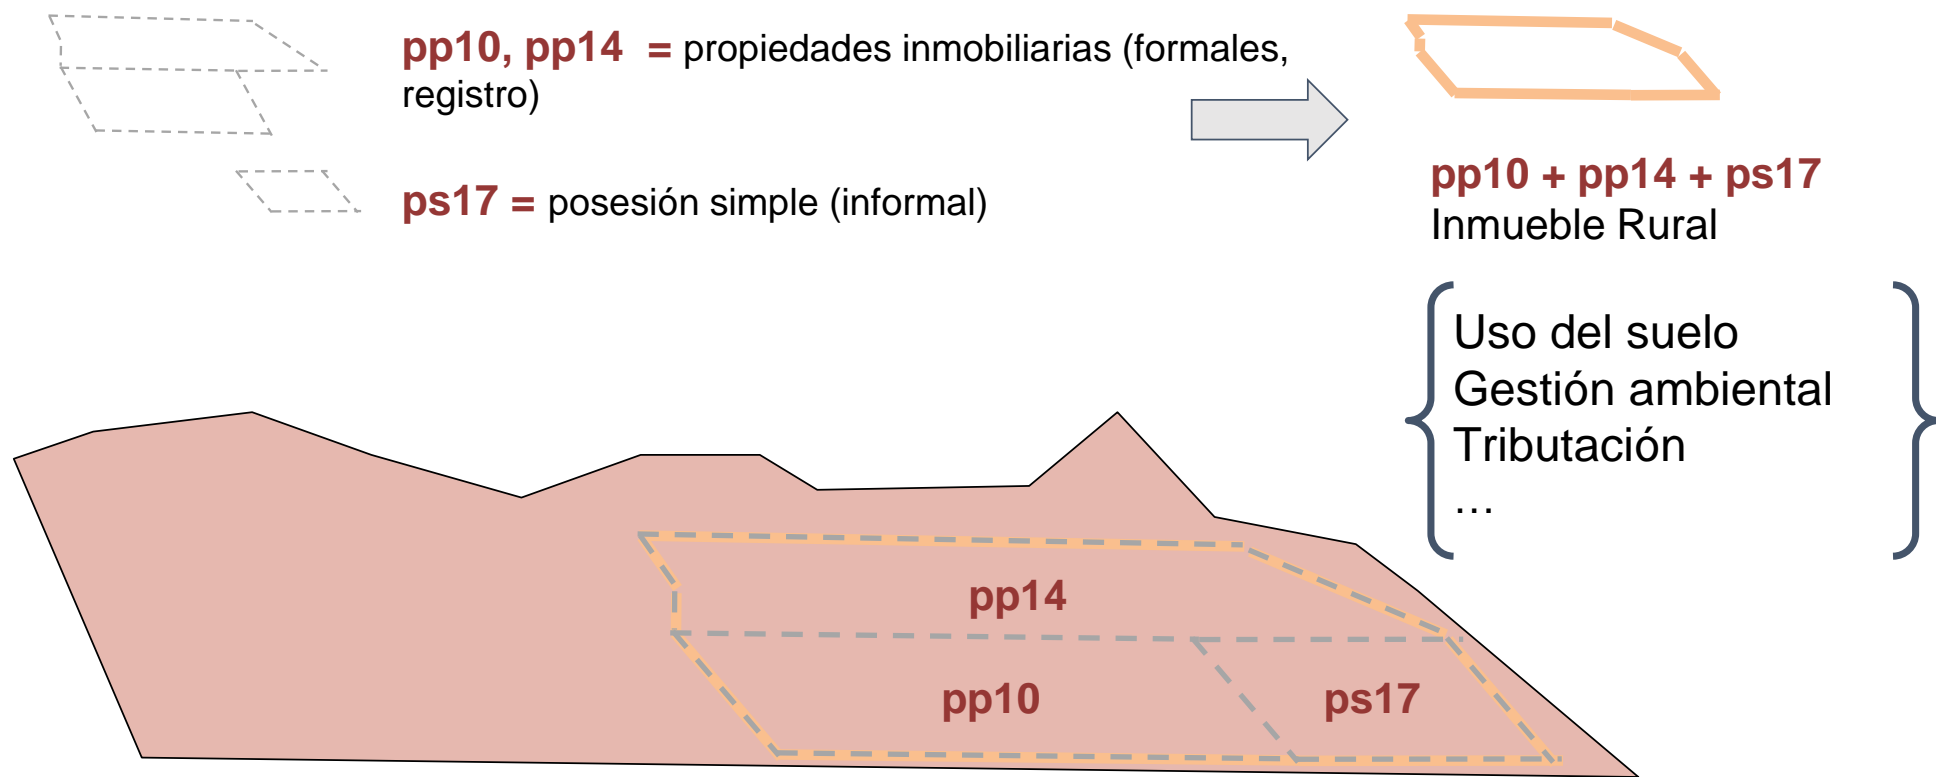 pp10, pp14 = propiedades inmobiliarias (formales,
registro)
ps17 = posesión simple (informal)
pp10 + pp14 + ps17
Inmueble Rural
Uso del suelo
Gestión ambiental
Tributación
…
pp14
pp10
ps17